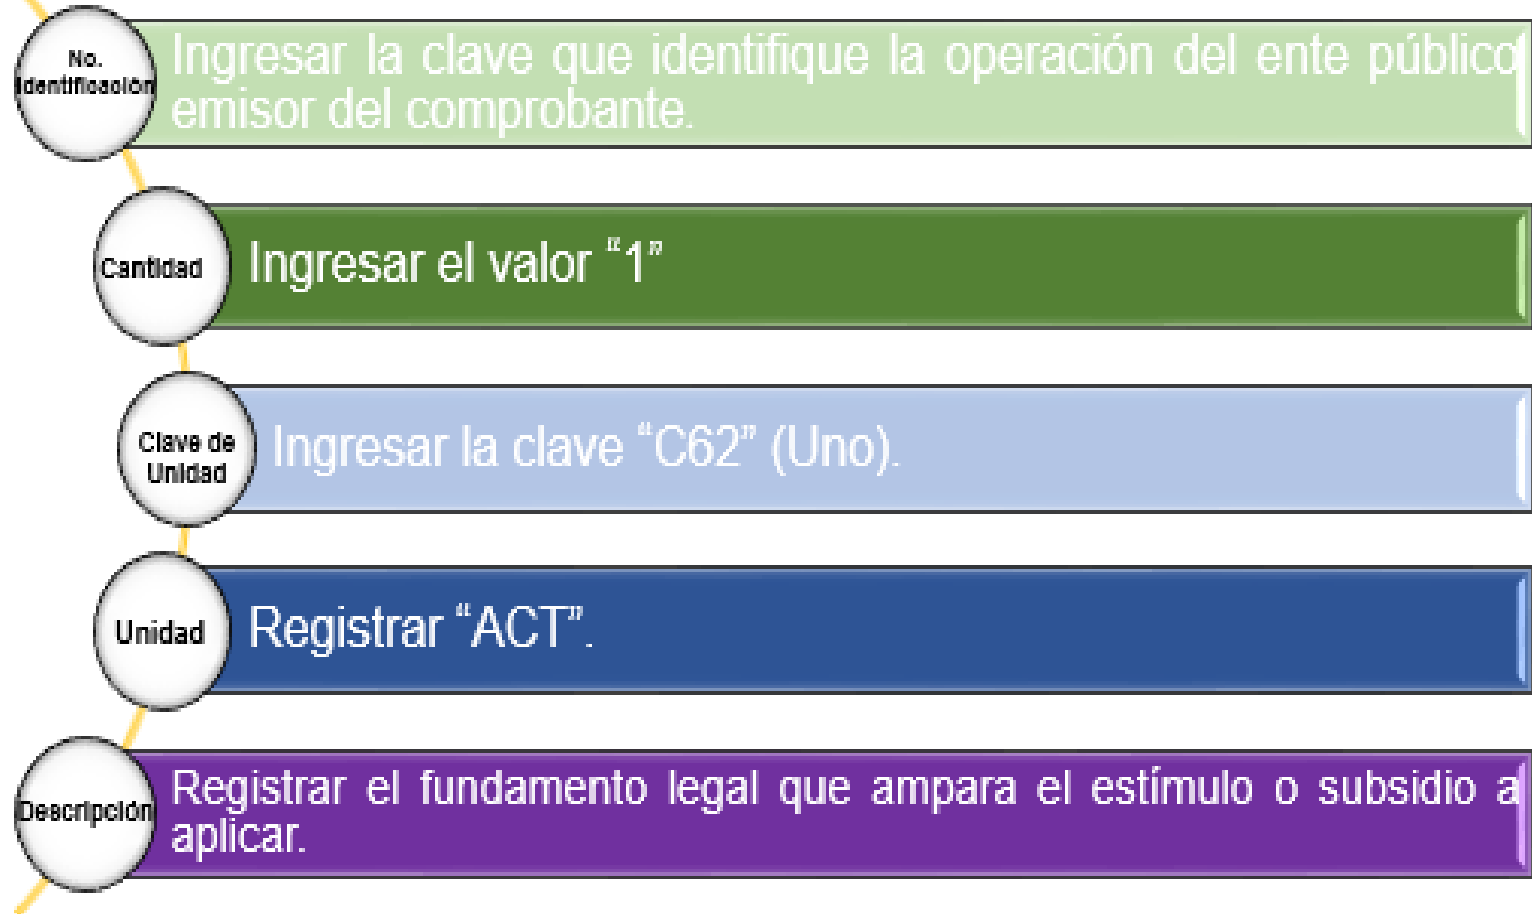 No.
Identificación
Ingresar la clave que identifique la operación del ente público
emisor del comprobante.
Cantidad
Ingresar el valor “1”
Clave de
Unidad
Ingresar la clave “C62” (Uno).
Unidad
Registrar “ACT”.
Descripción
Registrar el fundamento legal que ampara el estímulo o subsidio a
aplicar.